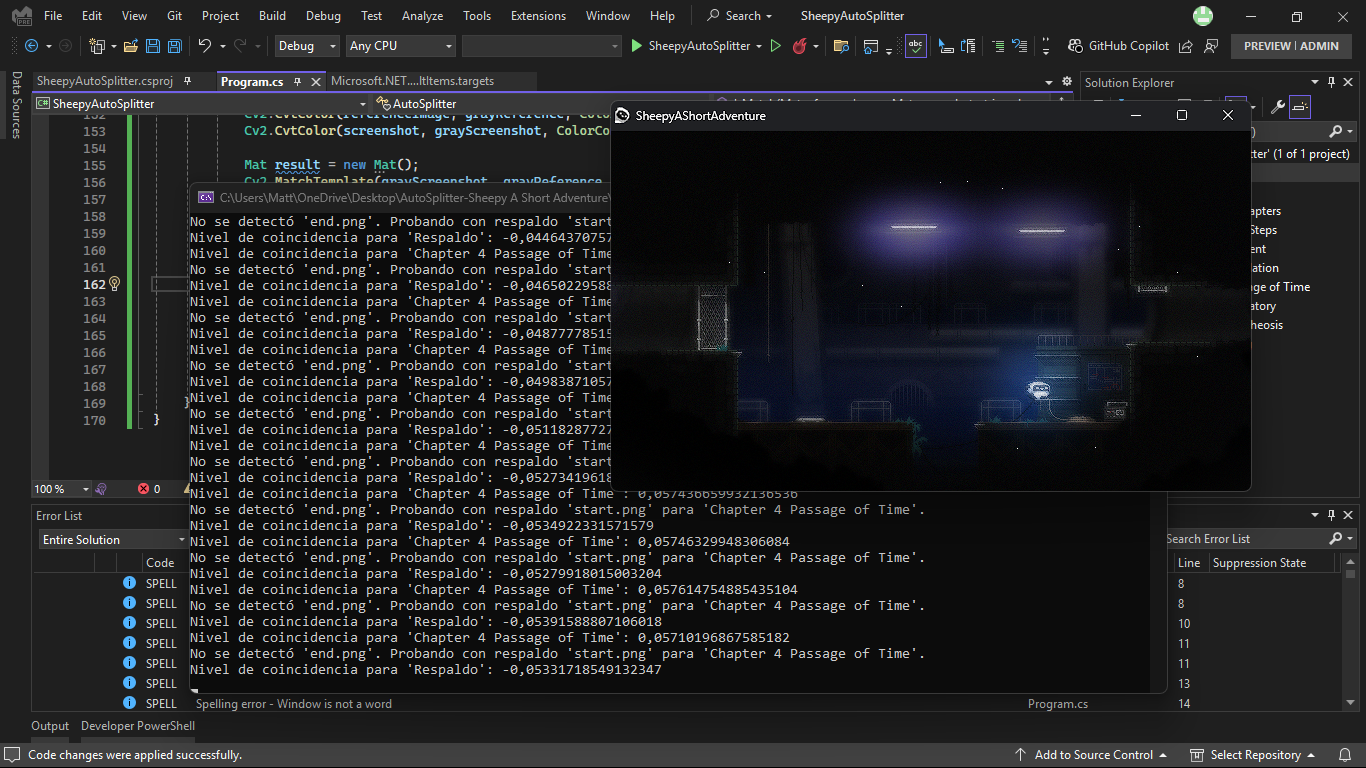 File Edit View Git Project Build Debug Test Analyze Tools Extensions Window Help Search SheepyAutoSplitter
PRE
Debug Any CPU SheepyAutoSplitter abc GitHub Copilot PREVIEW | ADMIN
Data Sources
SheepyAutoSplitter.csproj Program.cs Microsoft.NET....ltItems.targets
Solution Explorer
C# SheepyAutoSplitter AutoSplitter
153 Cv2.CvtColor(screenshot, grayScreenshot, ColorCo
154
155 Mat result = new Mat();
156 Cv2.MatchTemplate(grayScreenshot, grayReference,
157
158
159
160
161
162
163
164
165
166
167
168
169 }
170 }
SheepyAShortAdventure
tter' (1 of 1 project)
apters
Steps
ent
ation
age of Time
atory
heosis
C:\Users\Matt\OneDrive\Desktop\AutoSplitter-Sheepy A Short Adventure\
No se detectó 'end.png'. Probando con respaldo 'start
Nivel de coincidencia para 'Respaldo': -0,04464370757
Nivel de coincidencia para 'Chapter 4 Passage of Time
No se detectó 'end.png'. Probando con respaldo 'start
Nivel de coincidencia para 'Respaldo': -0,04650229588
Nivel de coincidencia para 'Chapter 4 Passage of Time
No se detectó 'end.png'. Probando con respaldo 'start
Nivel de coincidencia para 'Respaldo': -0,04877778515
Nivel de coincidencia para 'Chapter 4 Passage of Time
No se detectó 'end.png'. Probando con respaldo 'start
Nivel de coincidencia para 'Respaldo': -0,04983871057
Nivel de coincidencia para 'Chapter 4 Passage of Time
No se detectó 'end.png'. Probando con respaldo 'start
Nivel de coincidencia para 'Respaldo': -0,05118287727
Nivel de coincidencia para 'Chapter 4 Passage of Time
No se detectó 'end.png'. Probando con respaldo 'start
Nivel de coincidencia para 'Respaldo': -0,05273419618
Nivel de coincidencia para 'Chapter 4 Passage of Time': 0,057436659932136536
No se detectó 'end.png'. Probando con respaldo 'start.png' para 'Chapter 4 Passage of Time'.
Nivel de coincidencia para 'Respaldo': -0,0534922331571579
Nivel de coincidencia para 'Chapter 4 Passage of Time': 0,05746329948306084
No se detectó 'end.png'. Probando con respaldo 'start.png' para 'Chapter 4 Passage of Time'.
Nivel de coincidencia para 'Respaldo': -0,05279918015003204
Nivel de coincidencia para 'Chapter 4 Passage of Time': 0,057614754885435104
No se detectó 'end.png'. Probando con respaldo 'start.png' para 'Chapter 4 Passage of Time'.
Nivel de coincidencia para 'Respaldo': -0,05391588807106018
Nivel de coincidencia para 'Chapter 4 Passage of Time': 0,05710196867585182
No se detectó 'end.png'. Probando con respaldo 'start.png' para 'Chapter 4 Passage of Time'.
Nivel de coincidencia para 'Respaldo': -0,05331718549132347
100 % 0
Error List
Entire Solution Search Error List
Code Line Suppression State
SPELL 8
SPELL 8
SPELL 10
SPELL 11
SPELL 11
SPELL 13
SPELL Spelling error - Window is not a word Program.cs 14
Output Developer PowerShell
Code changes were applied successfully. Add to Source Control Select Repository